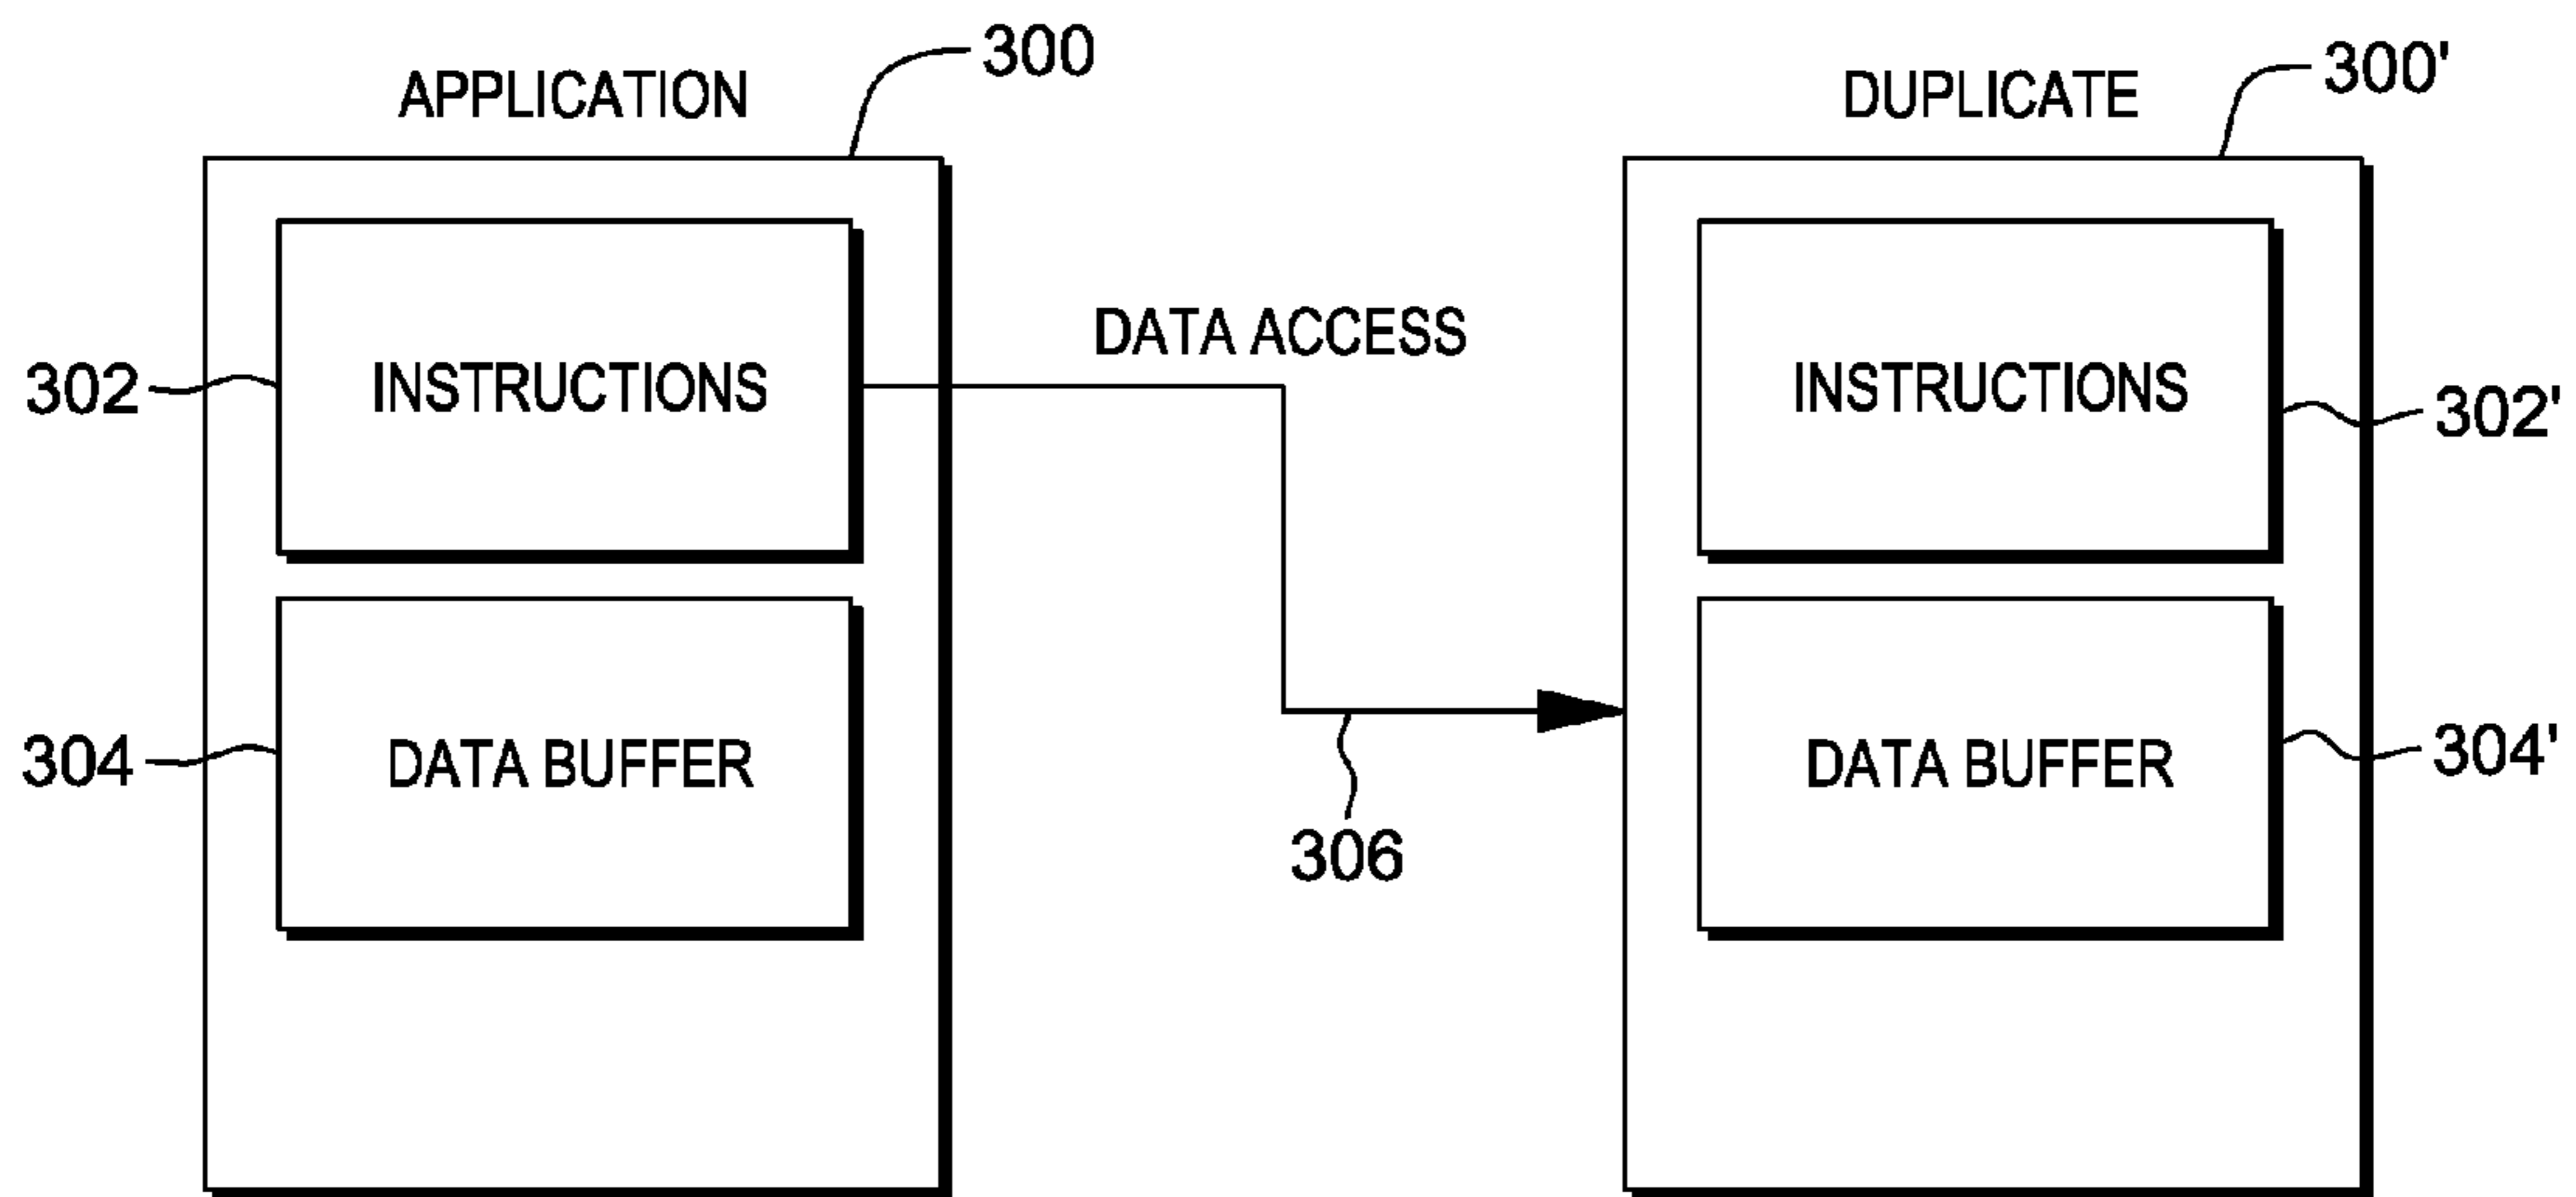 300
APPLICATION
DUPLICATE
300'
DATA ACCESS
302
INSTRUCTIONS
INSTRUCTIONS
302'
304
DATA BUFFER
DATA BUFFER
304'
306